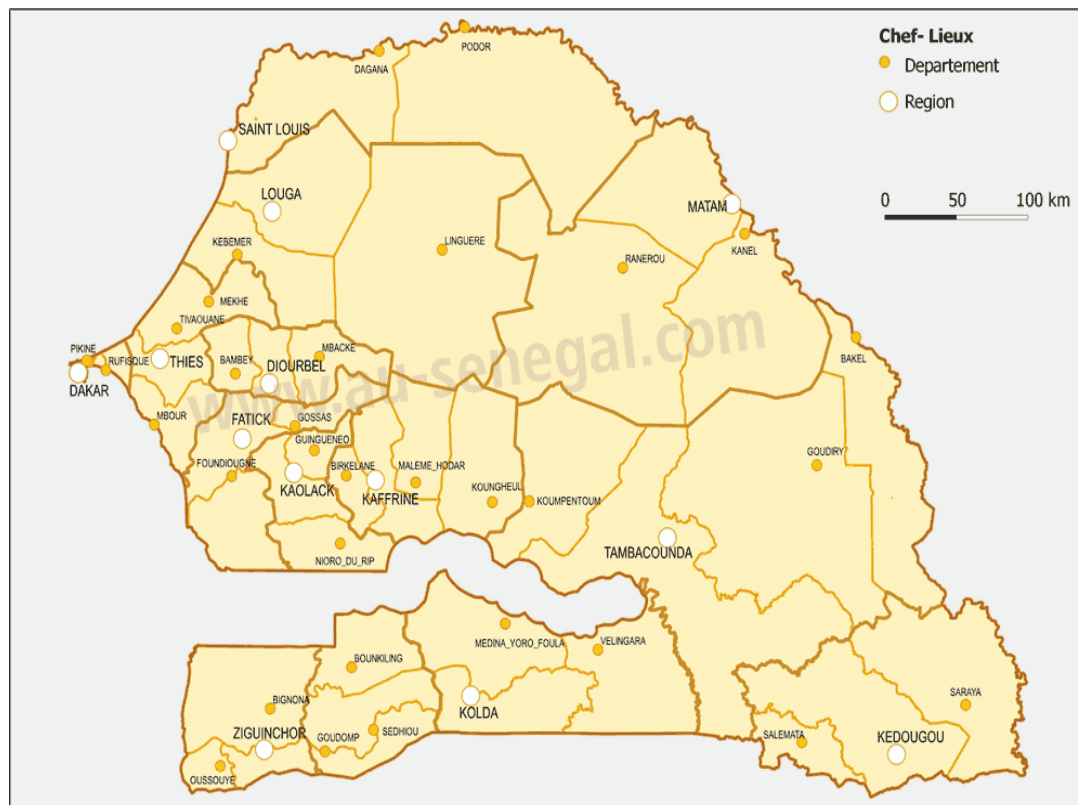 Chef- Lieux
Departement
Region
0 50 100 km
PODOR
DAGANA
SAINT LOUIS
LOUGA
MATAM
KANEL
LINGUERE
RANEROU
KEBEMER
MEKHE
TIVAOUANE
BAKEL
PIKINE
RUFISQUE
THIES
DAKAR
BAMBEY
DIOURBEL
MBACKE
www.au-senegal.com
MBOUR
FATICK
GOSSAS
GUINGUENEO
FOUNDIOUGNE
KAOLACK
BIRKELANE
KAFFRINE
MALEME_HODAR
KOUNGHEUL
KOUMPENTOUM
GOUDIRY
TAMBACOUNDA
NIORO_DU_RIP
MEDINA_YORO_FOULA
VELINGARA
BOUNKILING
BIGNONA
KOLDA
SARAYA
ZIGUINCHOR
GOUDOMP
SEDHIOU
SALEMATA
KEDOUGOU
OUSSOUYE